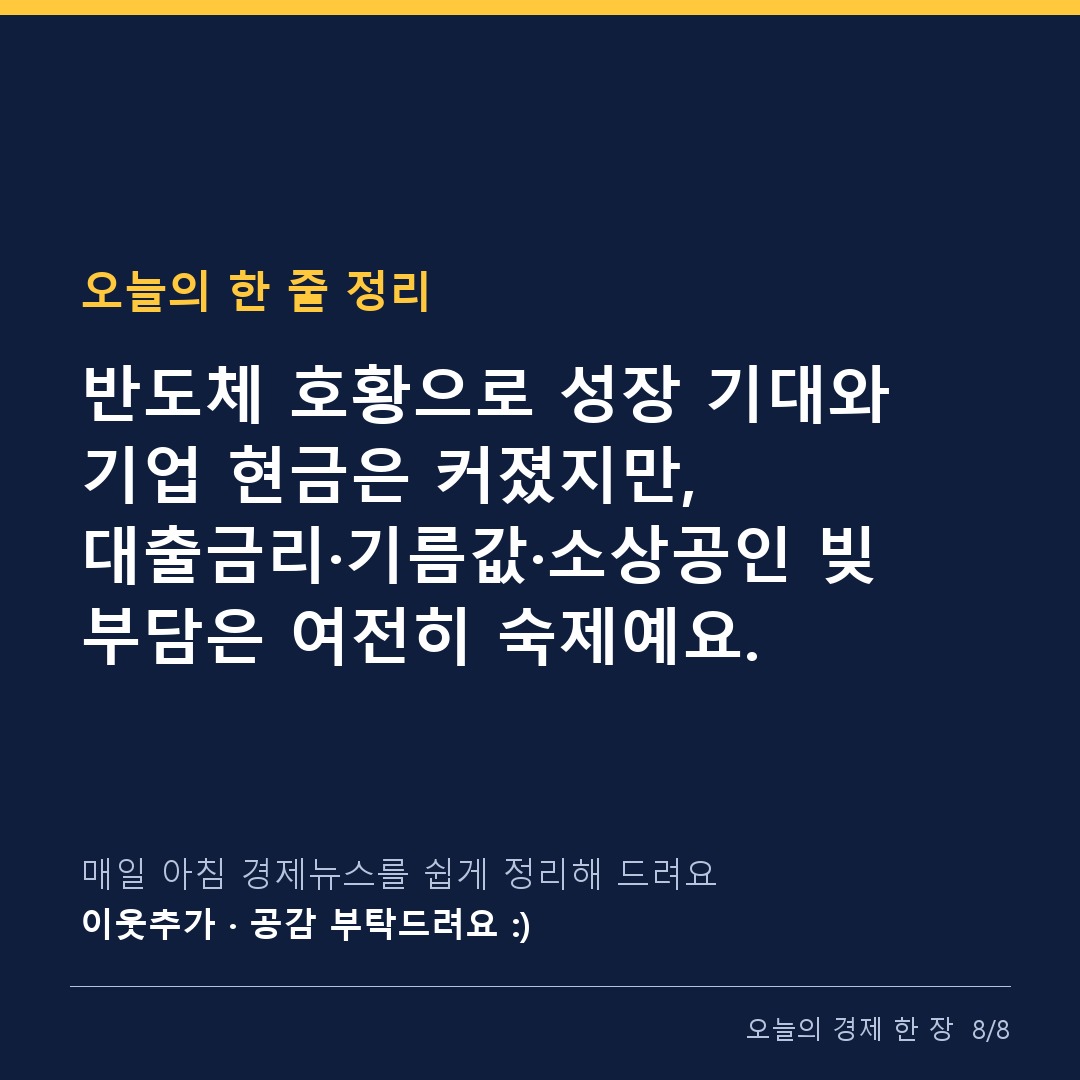 오늘의 한 줄 정리
반도체 호황으로 성장 기대와
기업 현금은 커졌지만,
대출금리·기름값·소상공인 빚
부담은 여전히 숙제예요.
매일 아침 경제뉴스를 쉽게 정리해 드려요
이웃추가 · 공감 부탁드려요 :)
오늘의 경제 한 장 8/8